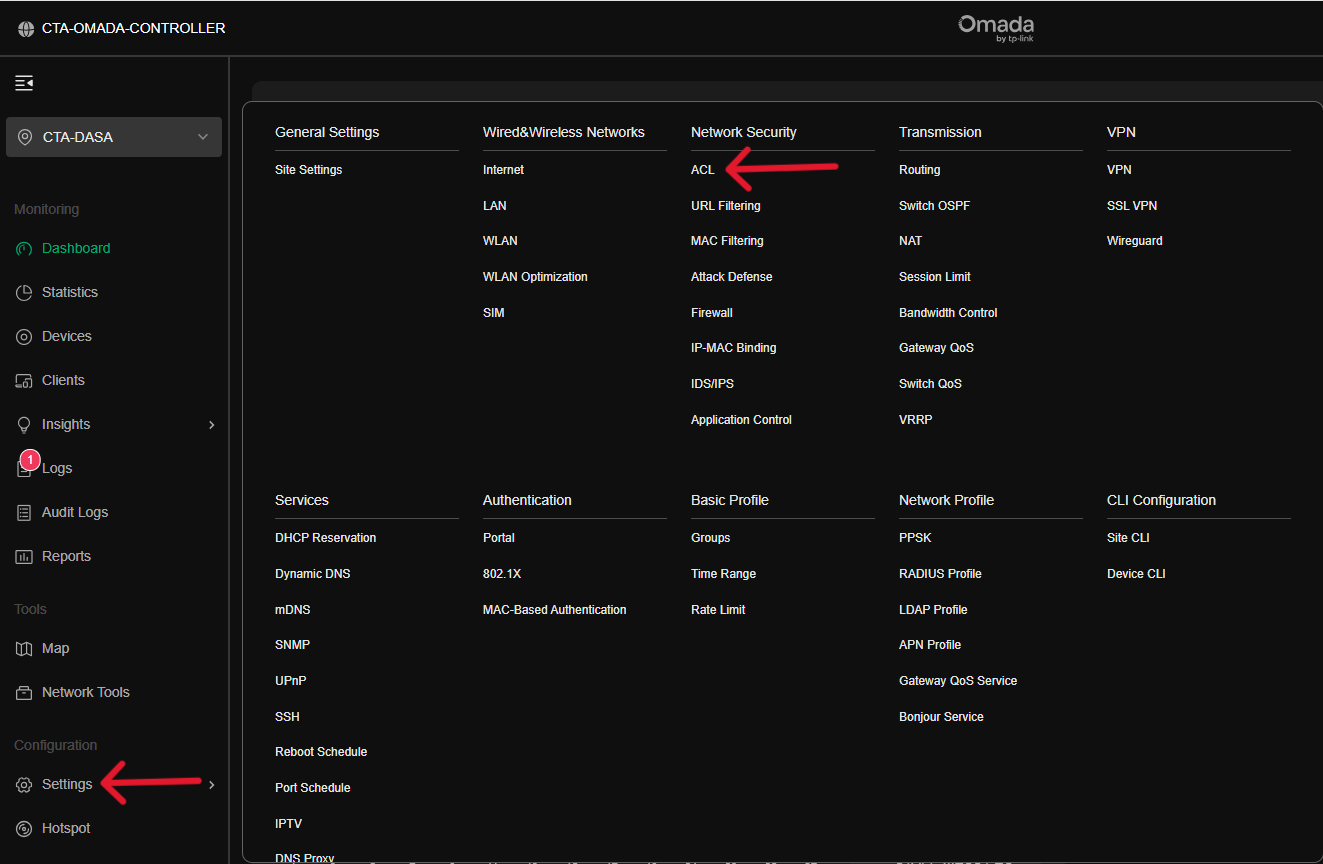 CTA-OMADA-CONTROLLER
Omada
by tp-link
CTA-DASA
Monitoring
Dashboard
Statistics
Devices
Clients
Insights
1
Logs
Audit Logs
Reports
Tools
Map
Network Tools
Configuration
Settings
Hotspot
General Settings
Site Settings
Wired&Wireless Networks
Internet
LAN
WLAN
WLAN Optimization
SIM
Network Security
ACL
URL Filtering
MAC Filtering
Attack Defense
Firewall
IP-MAC Binding
IDS/IPS
Application Control
Transmission
Routing
Switch OSPF
NAT
Session Limit
Bandwidth Control
Gateway QoS
Switch QoS
VRRP
VPN
VPN
SSL VPN
Wireguard
Services
DHCP Reservation
Dynamic DNS
mDNS
SNMP
UPnP
SSH
Reboot Schedule
Port Schedule
IPTV
DNS Proxy
Authentication
Portal
802.1X
MAC-Based Authentication
Basic Profile
Groups
Time Range
Rate Limit
Network Profile
PPSK
RADIUS Profile
LDAP Profile
APN Profile
Gateway QoS Service
Bonjour Service
CLI Configuration
Site CLI
Device CLI